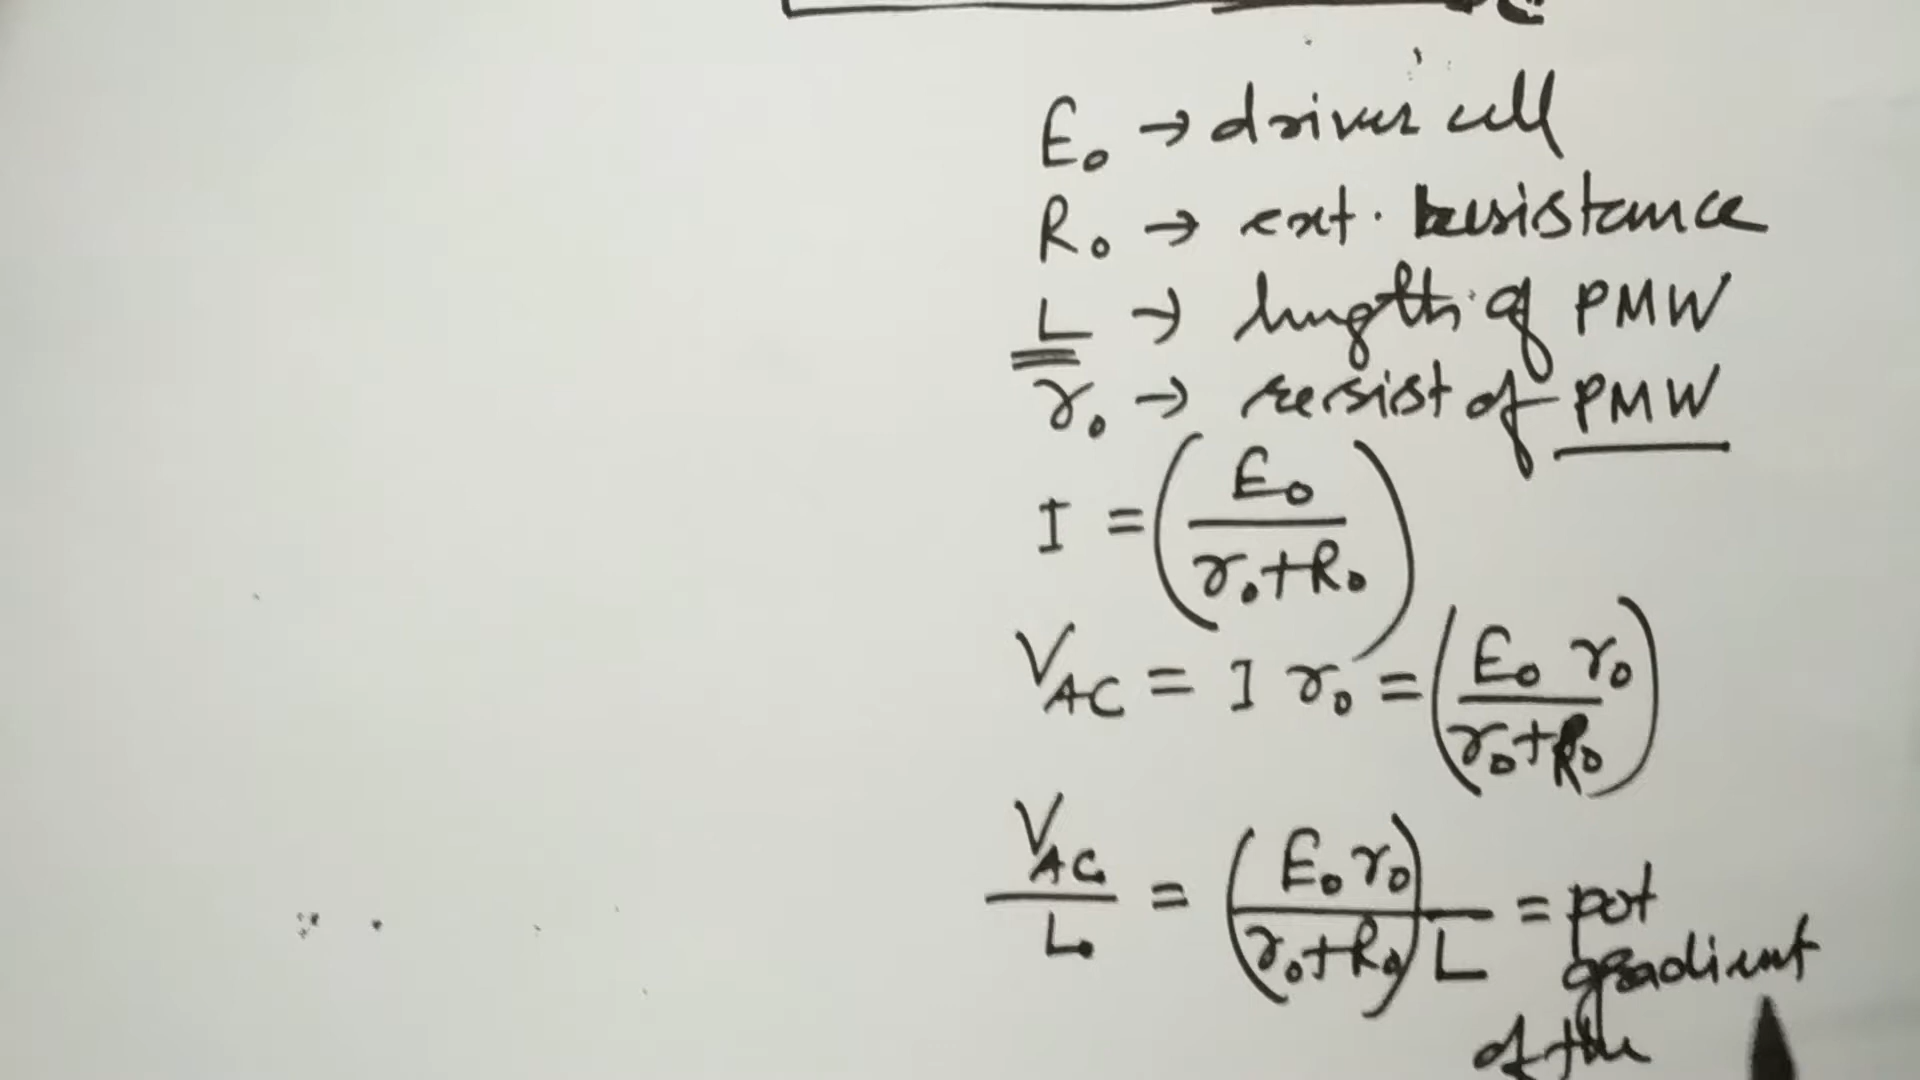 E₀ → driver cell
R₀ → ext. resistance
L → length of PMW
r₀ → resist of PMW
I = (E₀ / (r₀+R₀))
V_AC = I r₀ = (E₀ r₀ / (r₀+R₀))
V_AC / L = (E₀ r₀ / (r₀+R₀)) / L = pot
gradient
of the